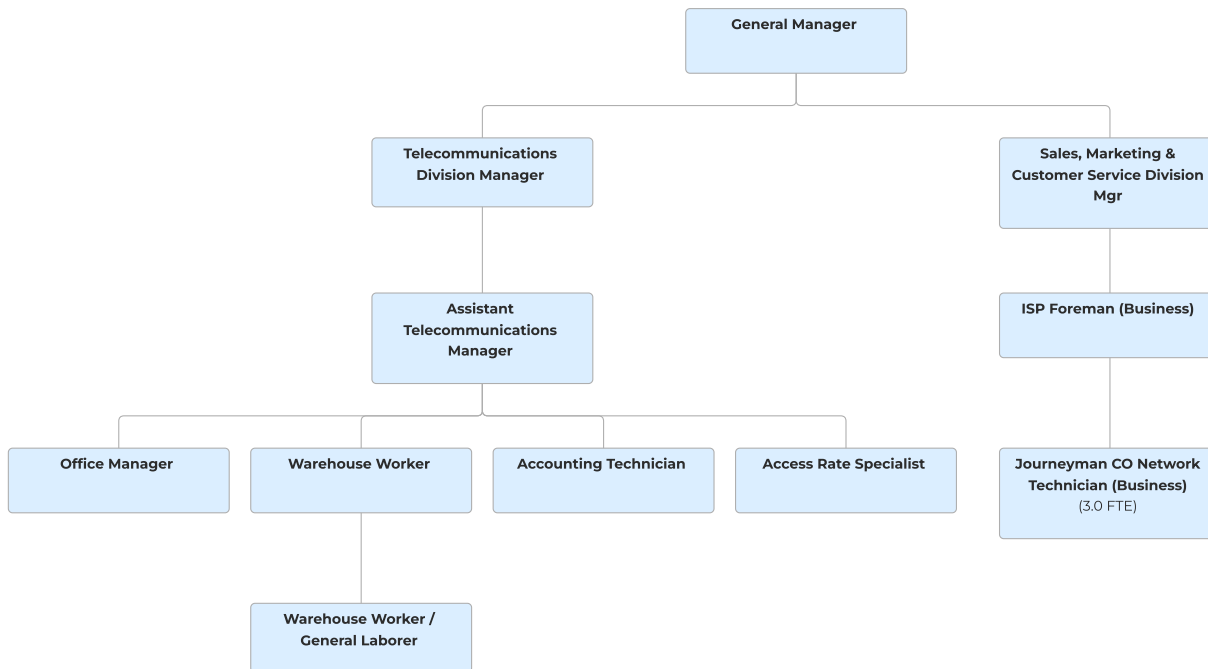 General Manager
Telecommunications
Division Manager
Sales, Marketing &
Customer Service Division
Mgr
Assistant
Telecommunications
Manager
ISP Foreman (Business)
Office Manager
Warehouse Worker
Accounting Technician
Access Rate Specialist
Journeyman CO Network
Technician (Business)
(3.0 FTE)
Warehouse Worker /
General Laborer